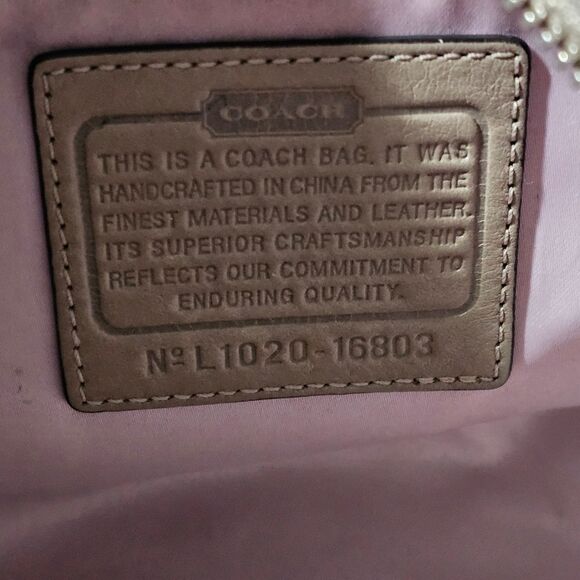 COACH
THIS IS A COACH BAG. IT WAS
HANDCRAFTED IN CHINA FROM THE
FINEST MATERIALS AND LEATHER.
ITS SUPERIOR CRAFTSMANSHIP
REFLECTS OUR COMMITMENT TO
ENDURING QUALITY.
Nº L1020-16803